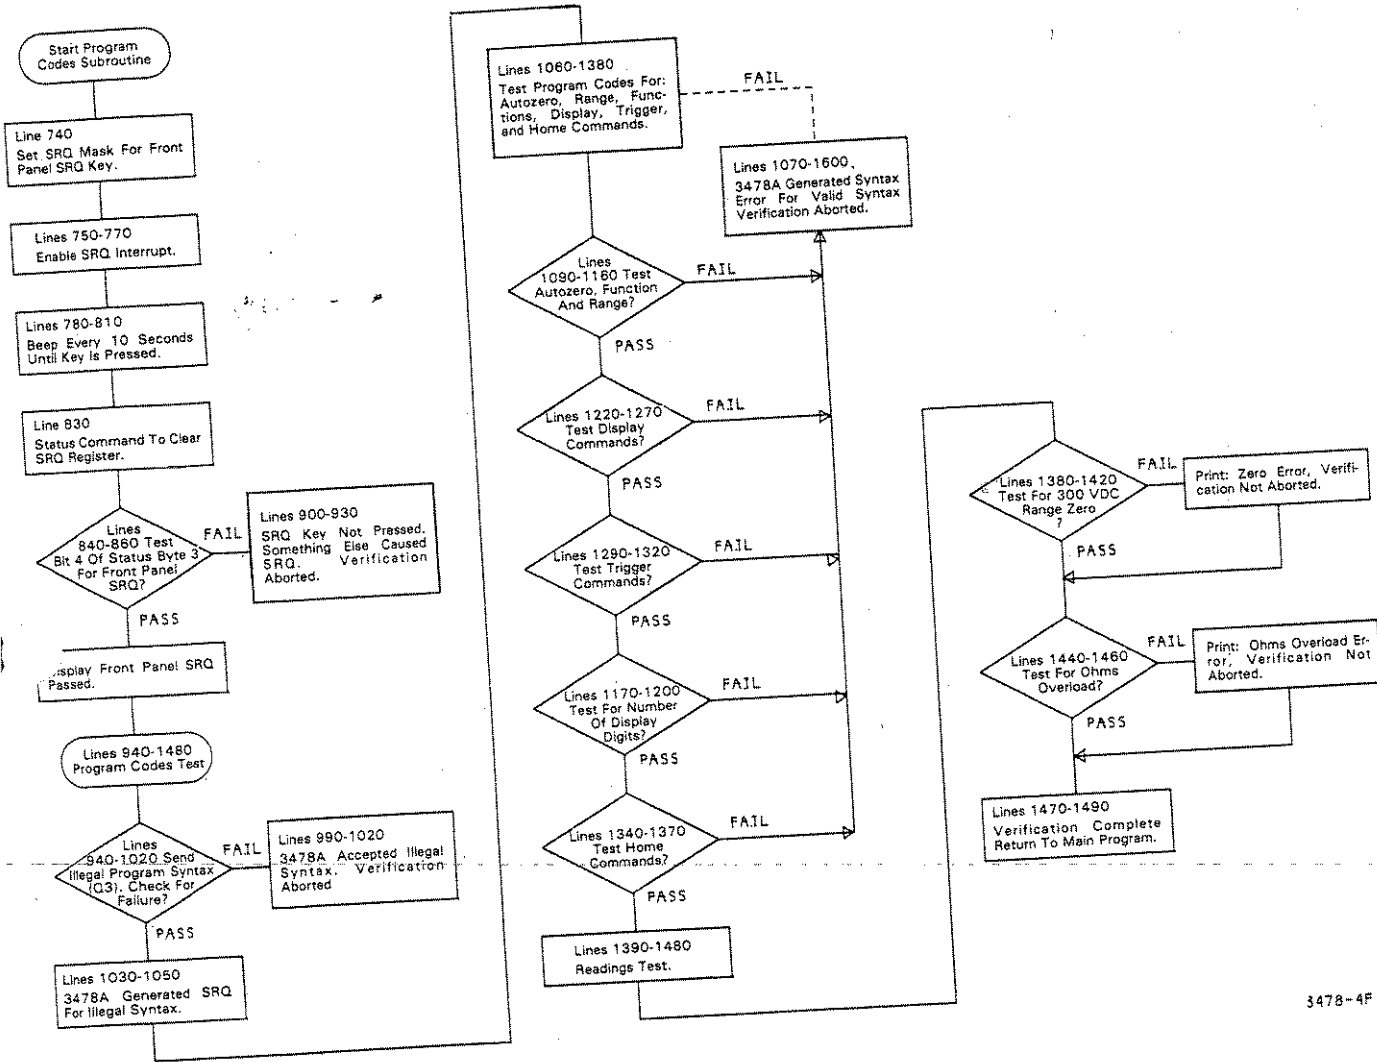 Start Program
Codes Subroutine
Line 740
Set SRQ Mask For Front
Panel SRQ Key.
Lines 750-770
Enable SRQ Interrupt.
Lines 780-810
Beep Every 10 Seconds
Until Key Is Pressed.
Line 830
Status Command To Clear
SRQ Register.
Lines
840-860 Test
Bit 4 Of Status Byte 3
For Front Panel
SRQ?
FAIL
Lines 900-930
SRQ Key Not Pressed.
Something Else Caused
SRQ. Verification
Aborted.
PASS
isplay Front Panel SRQ
Passed.
Lines 940-1480
Program Codes Test
Lines
940-1020 Send
Illegal Program Syntax
(Q3). Check For
Failure?
FAIL
Lines 990-1020
3478A Accepted Illegal
Syntax. Verification
Aborted
PASS
Lines 1030-1050
3478A Generated SRQ
For Illegal Syntax.
Lines 1060-1380
Test Program Codes For:
Autozero, Range, Func-
tions, Display, Trigger,
and Home Commands.
FAIL
Lines 1070-1600,
3478A Generated Syntax
Error For Valid Syntax
Verification Aborted.
Lines
1090-1160 Test
Autozero, Function
And Range?
FAIL
PASS
Lines 1220-1270
Test Display
Commands?
FAIL
PASS
Lines 1290-1320
Test Trigger
Commands?
FAIL
PASS
Lines 1170-1200
Test For Number
Of Display
Digits?
FAIL
PASS
Lines 1340-1370
Test Home
Commands?
FAIL
PASS
Lines 1390-1480
Readings Test.
Lines 1380-1420
Test For 300 VDC
Range Zero
?
FAIL
Print: Zero Error, Verifi-
cation Not Aborted.
PASS
Lines 1440-1460
Test For Ohms
Overload?
FAIL
Print: Ohms Overload Er-
ror, Verification Not
Aborted.
PASS
Lines 1470-1490
Verification Complete
Return To Main Program.
3478-4F